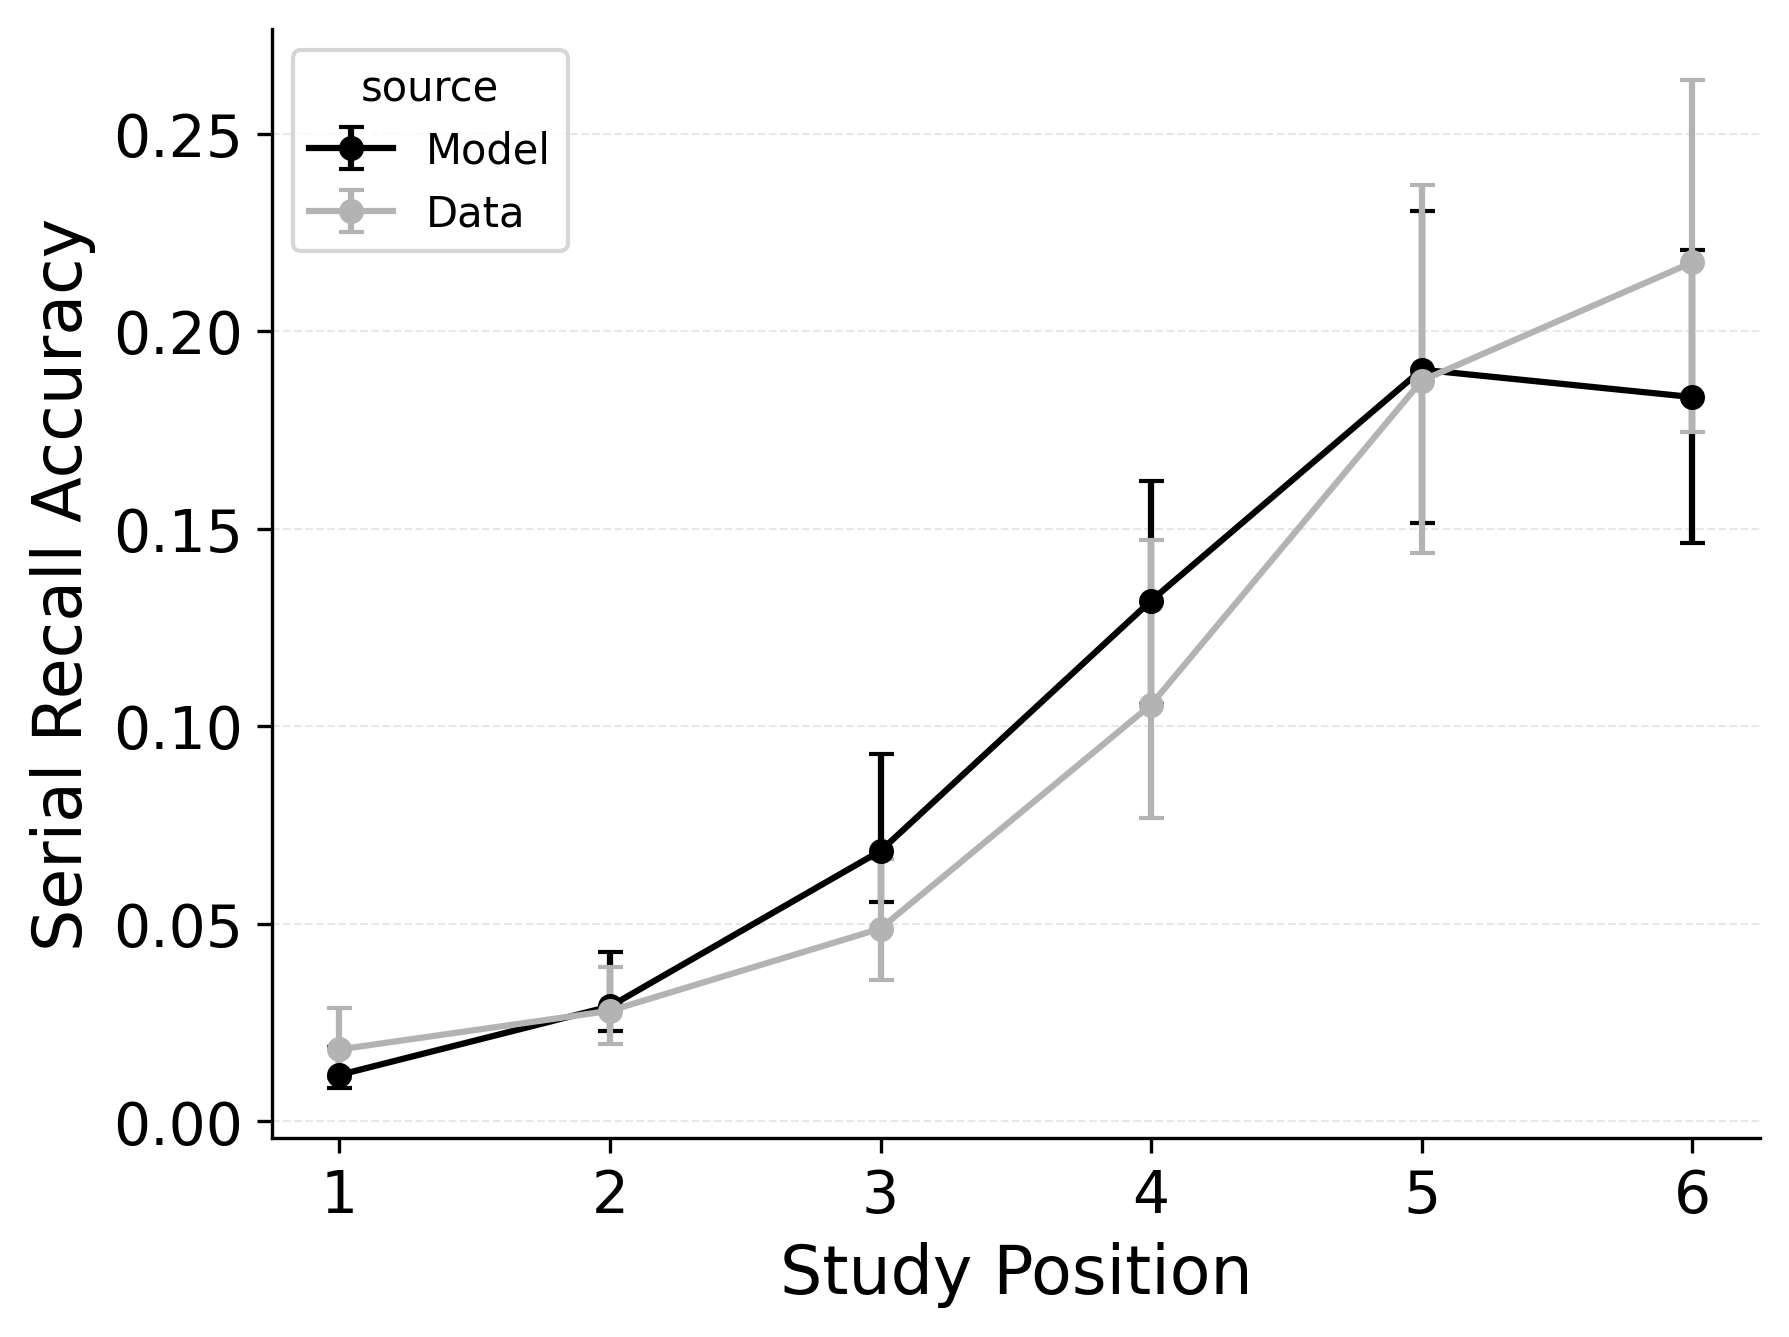 source
Model
Data
0.25
0.20
0.15
0.10
0.05
0.00
Serial Recall Accuracy
1 2 3 4 5 6
Study Position